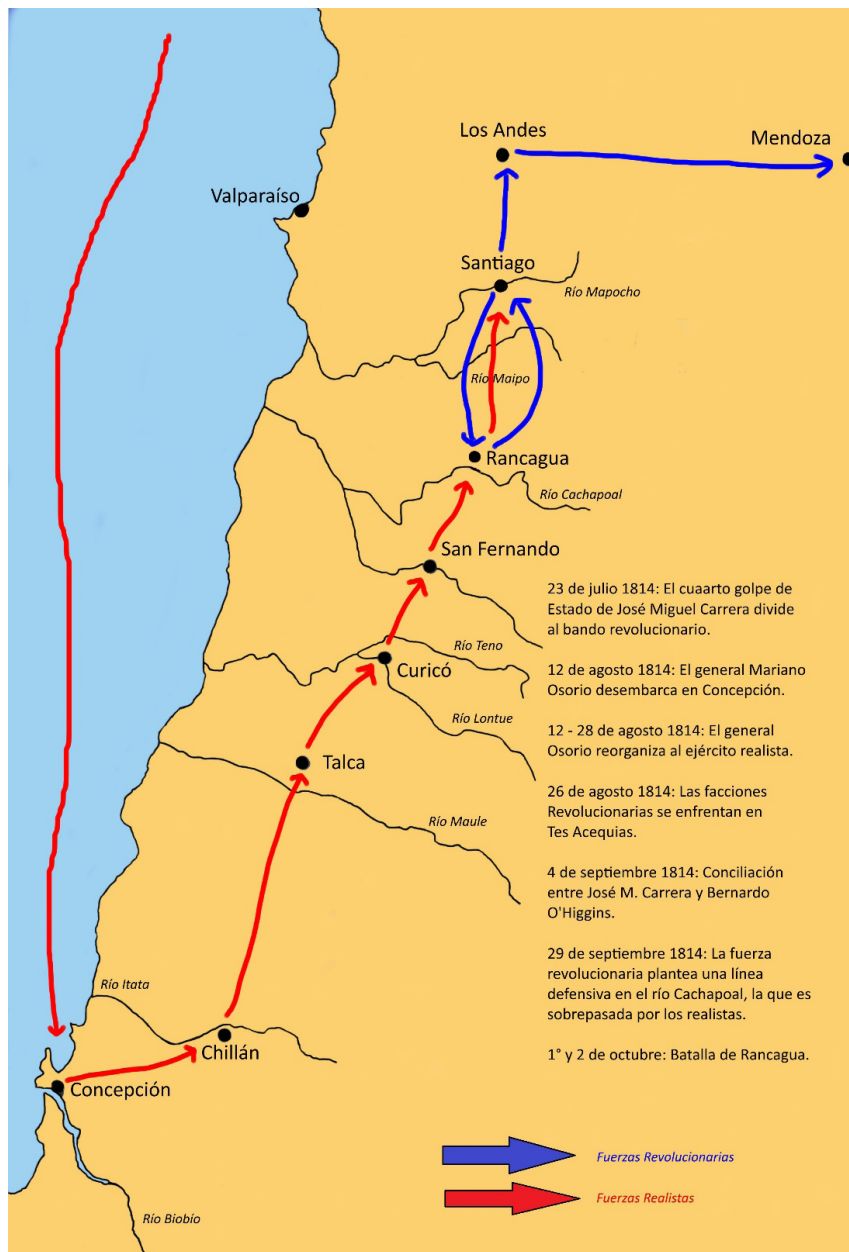 Los Andes
Mendoza
Valparaíso
Santiago
Río Mapocho
Río Maipo
Rancagua
Río Cachapoal
San Fernando
23 de julio 1814: El cuaarto golpe de
Estado de José Miguel Carrera divide
al bando revolucionario.
Río Teno
Curicó
12 de agosto 1814: El general Mariano
Osorio desembarca en Concepción.
Río Lontue
12 - 28 de agosto 1814: El general
Osorio reorganiza al ejército realista.
Talca
26 de agosto 1814: Las facciones
Revolucionarias se enfrentan en
Tes Acequias.
Río Maule
4 de septiembre 1814: Conciliación
entre José M. Carrera y Bernardo
O'Higgins.
29 de septiembre 1814: La fuerza
revolucionaria plantea una línea
defensiva en el río Cachapoal, la que es
sobrepasada por los realistas.
Río Itata
Chillán
1° y 2 de octubre: Batalla de Rancagua.
Concepción
Fuerzas Revolucionarias
Fuerzas Realistas
Río Biobío